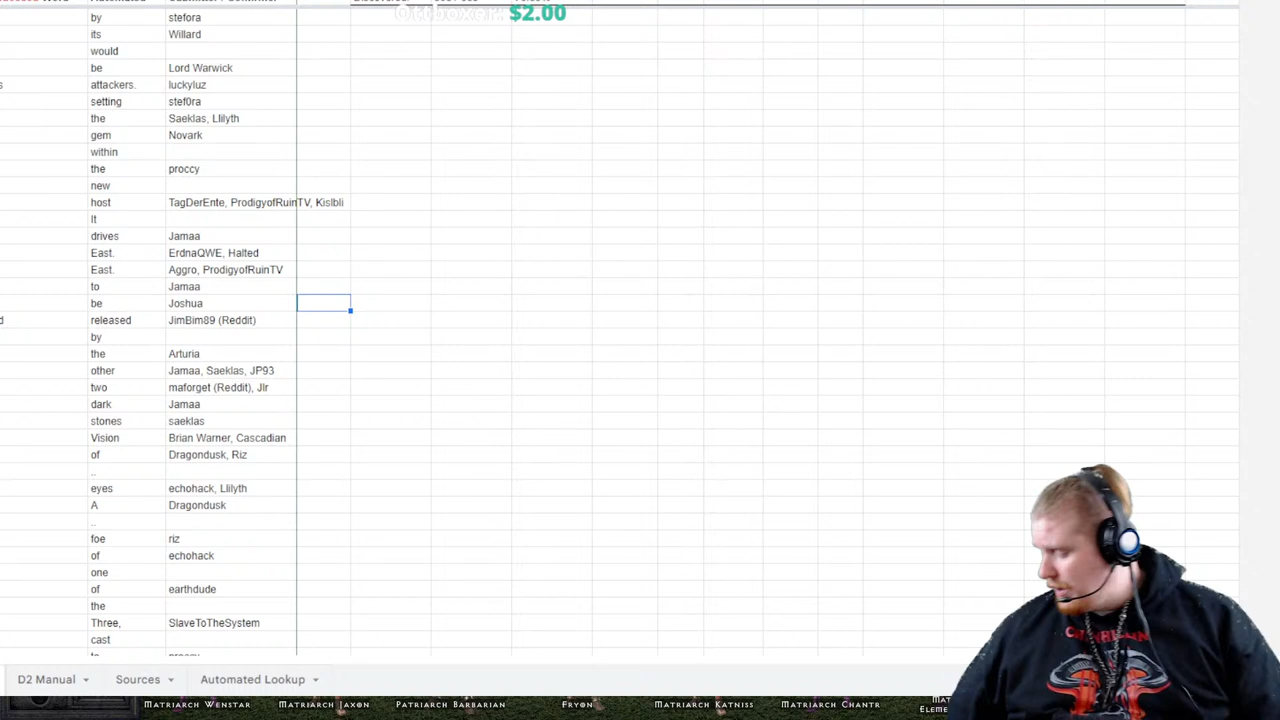 Ottboxer: $2.00
by stefora
its Willard
would
be Lord Warwick
s attackers. luckyluz
setting stef0ra
the Saeklas, Llilyth
gem Novark
within
the proccy
new
host TagDerEnte, ProdigyofRuinTV, Kislbli
It
drives Jamaa
East. ErdnaQWE, Halted
East. Aggro, ProdigyofRuinTV
to Jamaa
be Joshua
d released JimBim89 (Reddit)
by
the Arturia
other Jamaa, Saeklas, JP93
two maforget (Reddit), Jlr
dark Jamaa
stones saeklas
Vision Brian Warner, Cascadian
of Dragondusk, Riz
..
eyes echohack, Llilyth
A Dragondusk
..
foe riz
of echohack
one
of earthdude
the
Three, SlaveToTheSystem
cast
D2 Manual Sources Automated Lookup
Matriarch Wenstar Matriarch Jaxon Patriarch Barbarian Fryon Matriarch Katniss Matriarch Chantr